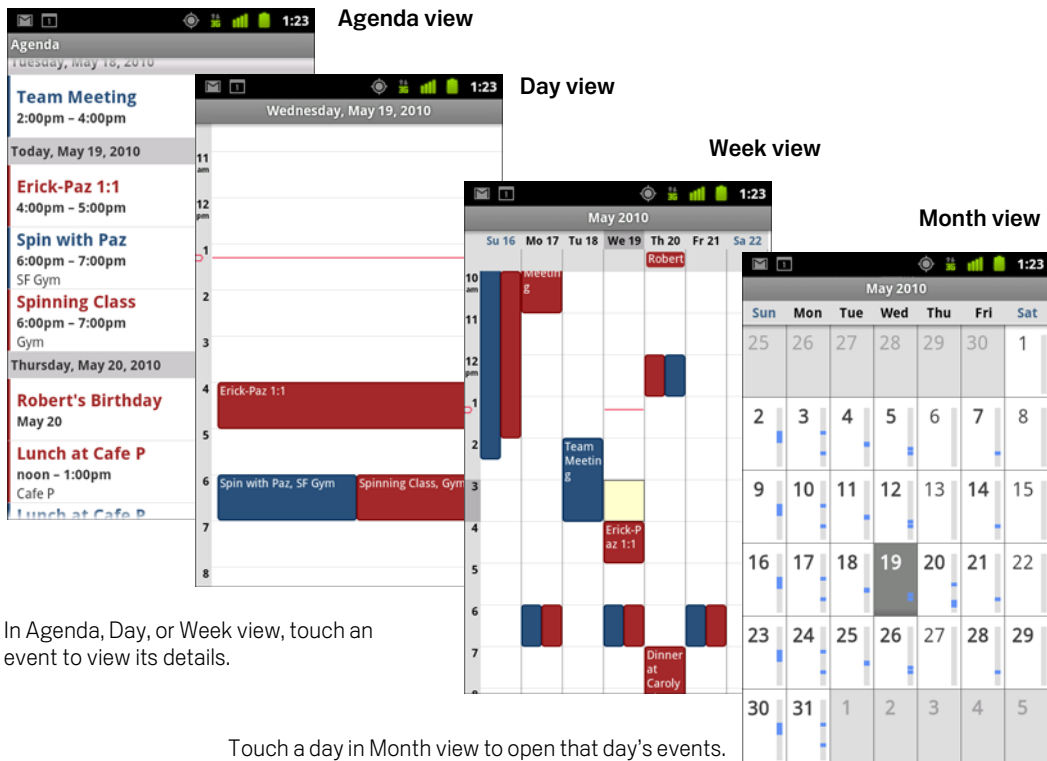 Agenda view
1:23
Agenda
Tuesday, May 18, 2010
Team Meeting
2:00pm – 4:00pm
Today, May 19, 2010
Erick-Paz 1:1
4:00pm – 5:00pm
Spin with Paz
6:00pm – 7:00pm
SF Gym
Spinning Class
6:00pm – 7:00pm
Gym
Thursday, May 20, 2010
Robert's Birthday
May 20
Lunch at Cafe P
noon – 1:00pm
Cafe P
Lunch at Cafe P
Day view
1:23
Wednesday, May 19, 2010
11
am
12
pm
1
2
3
4 Erick-Paz 1:1
5
6 Spin with Paz, SF Gym Spinning Class, Gym
7
8
Week view
1:23
May 2010
Su 16 Mo 17 Tu 18 We 19 Th 20 Fr 21 Sa 22
Robert
10
am
Meetin
g
11
12
pm
1
2
Team
Meetin
g
3
4
Erick-P
az 1:1
5
6
7
Dinner
at
Caroly
Month view
1:23
May 2010
Sun Mon Tue Wed Thu Fri Sat
25 26 27 28 29 30 1
2 3 4 5 6 7 8
9 10 11 12 13 14 15
16 17 18 19 20 21 22
23 24 25 26 27 28 29
30 31 1 2 3 4 5
In Agenda, Day, or Week view, touch an
event to view its details.
Touch a day in Month view to open that day's events.